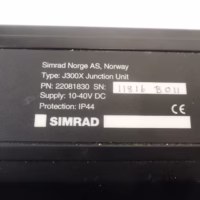 Simrad Norge AS, Norway
Type: J300X Junction Unit
PN: 22081830 SN: 11816 B011
Supply: 10-40V DC
Protection: IP44
SIMRAD CE